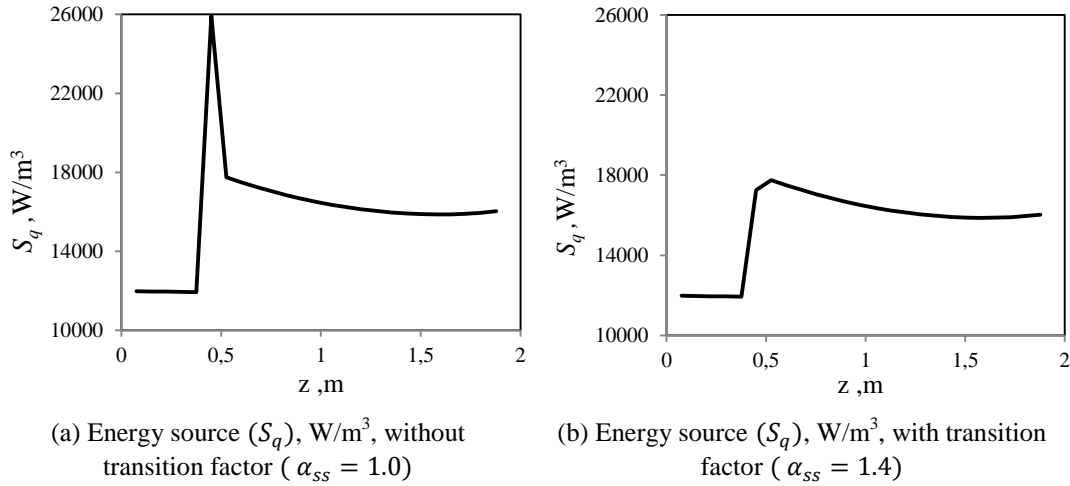 26000
22000
18000
14000
10000
S_q , W/m³
0
0,5
1
1,5
2
z ,m
(a) Energy source (S_q), W/m³, without
transition factor ( α_ss = 1.0)
26000
22000
18000
14000
10000
S_q , W/m³
0
0,5
1
1,5
2
z ,m
(b) Energy source (S_q), W/m³, with transition
factor ( α_ss = 1.4)